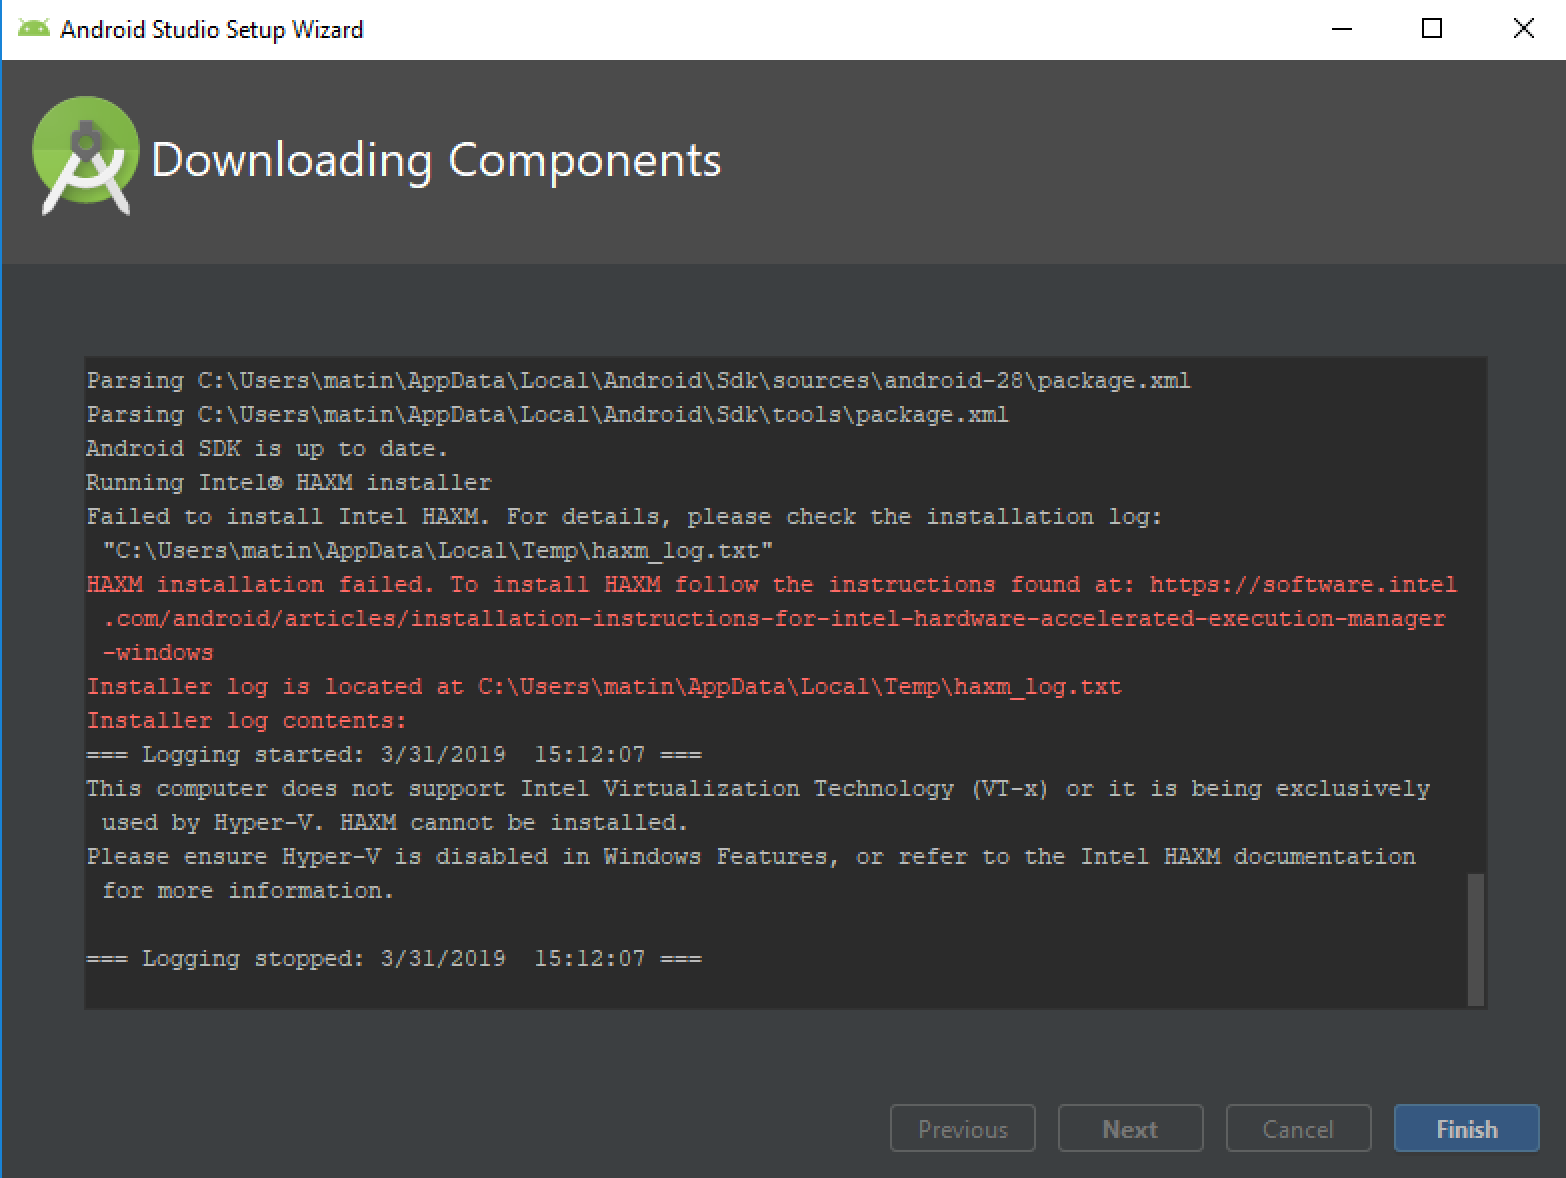 Android Studio Setup Wizard
Downloading Components
Parsing C:\Users\matin\AppData\Local\Android\Sdk\sources\android-28\package.xml
Parsing C:\Users\matin\AppData\Local\Android\Sdk\tools\package.xml
Android SDK is up to date.
Running Intel® HAXM installer
Failed to install Intel HAXM. For details, please check the installation log:
"C:\Users\matin\AppData\Local\Temp\haxm_log.txt"
HAXM installation failed. To install HAXM follow the instructions found at: https://software.intel
.com/android/articles/installation-instructions-for-intel-hardware-accelerated-execution-manager
-windows
Installer log is located at C:\Users\matin\AppData\Local\Temp\haxm_log.txt
Installer log contents:
=== Logging started: 3/31/2019  15:12:07 ===
This computer does not support Intel Virtualization Technology (VT-x) or it is being exclusively
used by Hyper-V. HAXM cannot be installed.
Please ensure Hyper-V is disabled in Windows Features, or refer to the Intel HAXM documentation
for more information.
=== Logging stopped: 3/31/2019  15:12:07 ===
Previous Next Cancel Finish